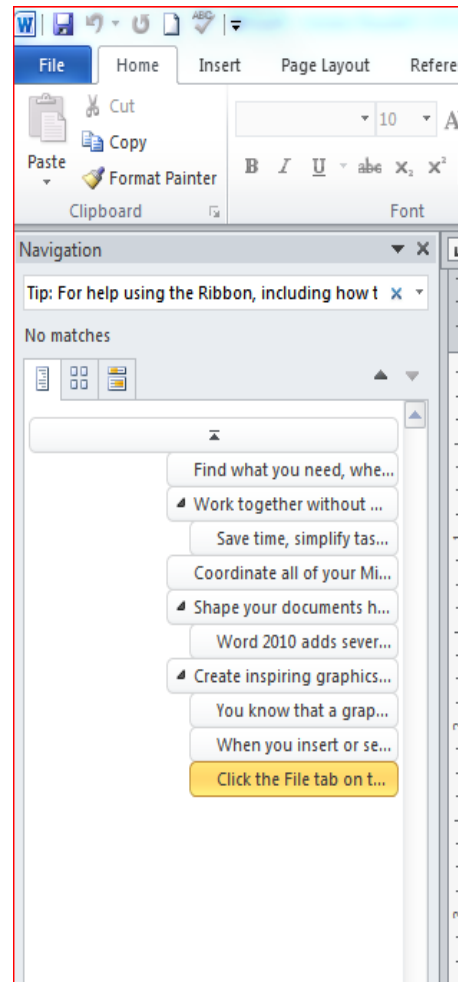 W ABC
File Home Insert Page Layout Refere
Cut
Copy
Paste
Format Painter
Clipboard
10 A
B I U abe X₂ X²
Font
Navigation
Tip: For help using the Ribbon, including how t
No matches
Find what you need, whe...
Work together without ...
Save time, simplify tas...
Coordinate all of your Mi...
Shape your documents h...
Word 2010 adds sever...
Create inspiring graphics...
You know that a grap...
When you insert or se...
Click the File tab on t...